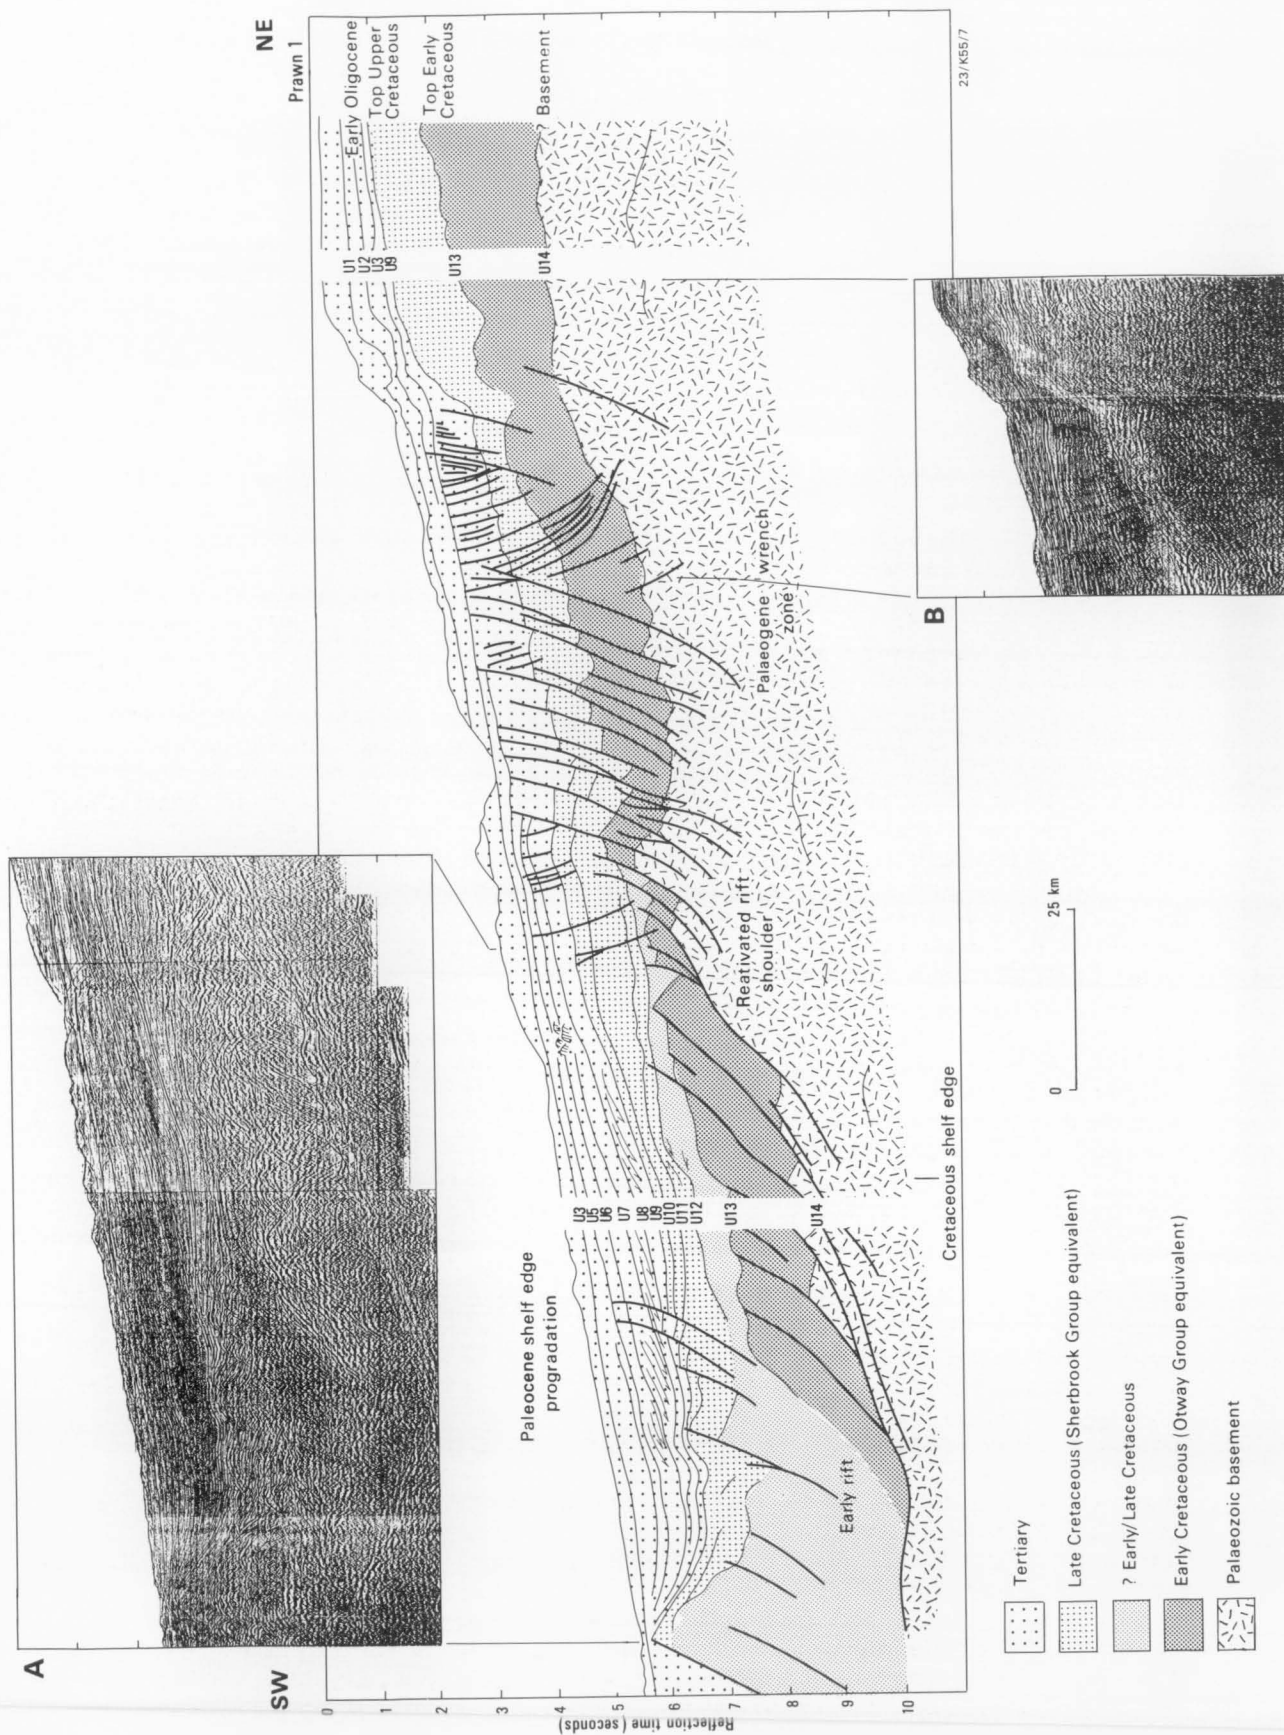 A
SW
NE
Prawn 1
Early Oligocene
Top Upper
Cretaceous
Top Early
Cretaceous
? Basement
U1
U2
U3
U9
U13
U14
Reflection time (seconds)
0
1
2
3
4
5
6
7
8
9
10
Paleocene shelf edge
progradation
U3
U5
U6
U7
U8
U9
U10
U11
U12
U13
U14
Early rift
Reativated rift
shoulder
Palaeogene wrench
zone
Cretaceous shelf edge
B
23/K55/7
0
25 km
Tertiary
Late Cretaceous (Sherbrook Group equivalent)
? Early/Late Cretaceous
Early Cretaceous (Otway Group equivalent)
Palaeozoic basement